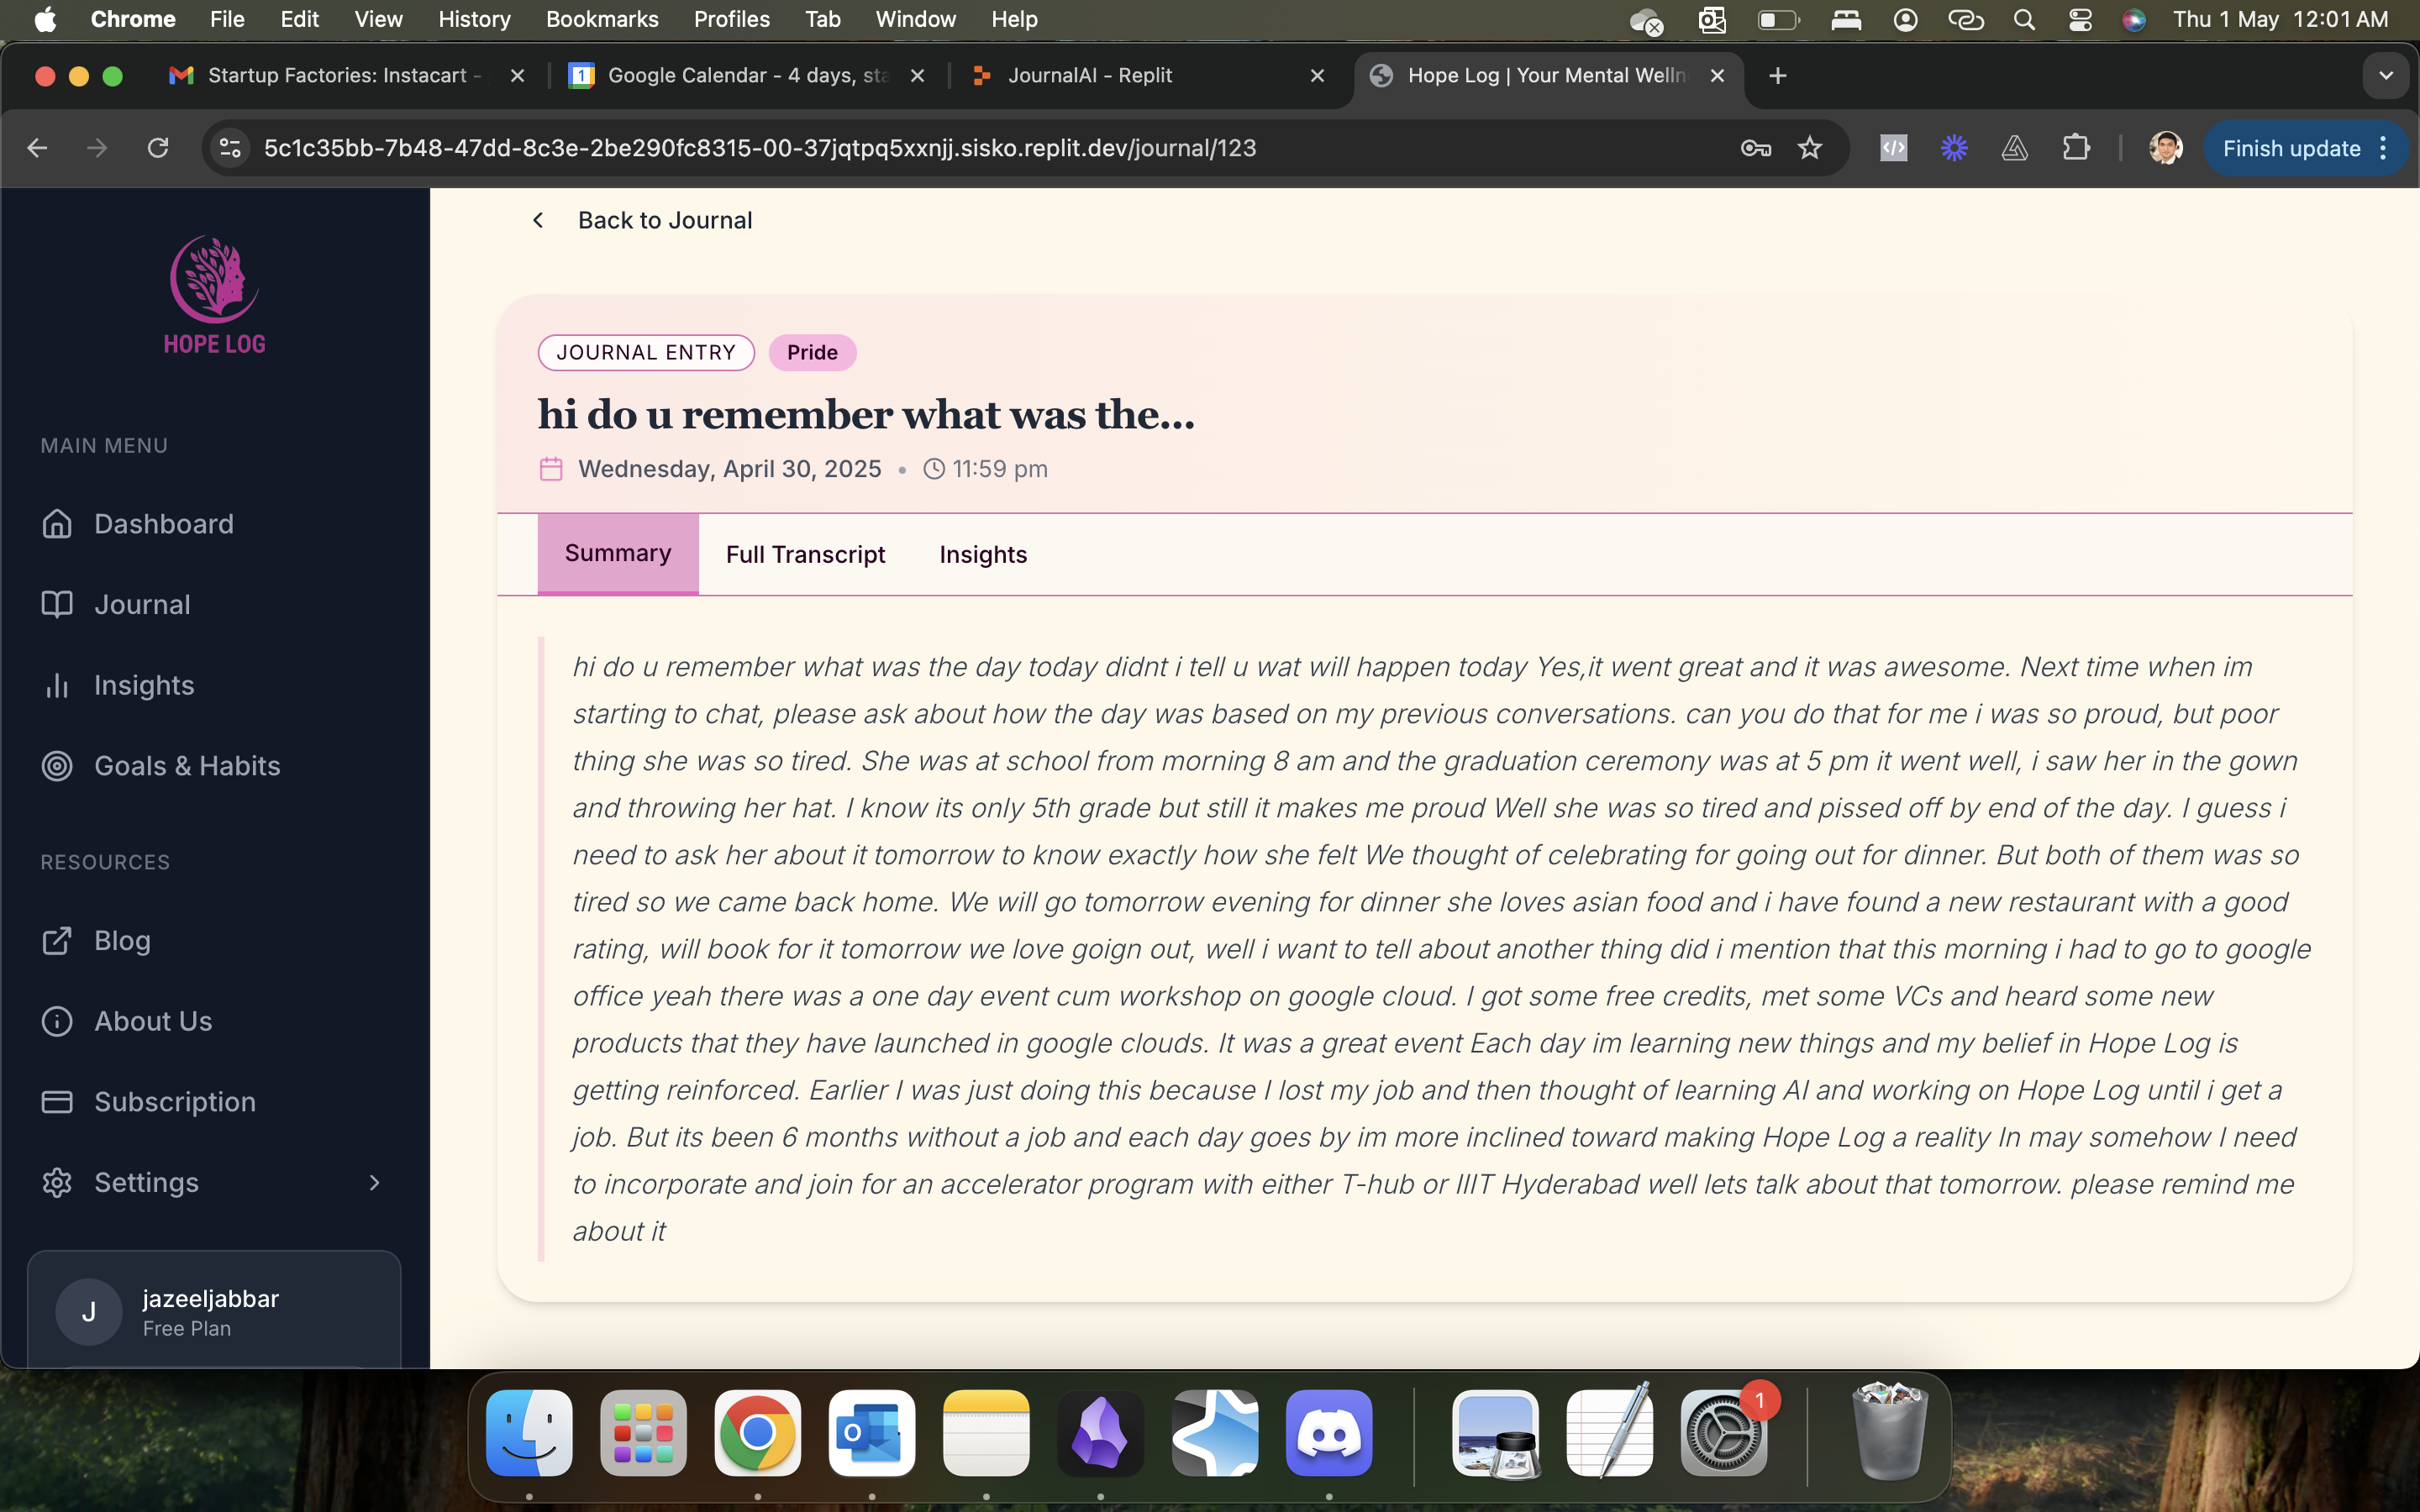 Chrome File Edit View History Bookmarks Profiles Tab Window Help Thu 1 May 12:01 AM
Startup Factories: Instacart - Google Calendar - 4 days, sta JournalAI - Replit Hope Log | Your Mental Welln
5c1c35bb-7b48-47dd-8c3e-2be290fc8315-00-37jqtpq5xxnjj.sisko.replit.dev/journal/123 Finish update
HOPE LOG
MAIN MENU
Dashboard
Journal
Insights
Goals & Habits
RESOURCES
Blog
About Us
Subscription
Settings
J
jazeeljabbar
Free Plan
Back to Journal
JOURNAL ENTRY Pride
hi do u remember what was the...
Wednesday, April 30, 2025 • 11:59 pm
Summary Full Transcript Insights
hi do u remember what was the day today didnt i tell u wat will happen today Yes,it went great and it was awesome. Next time when im
starting to chat, please ask about how the day was based on my previous conversations. can you do that for me i was so proud, but poor
thing she was so tired. She was at school from morning 8 am and the graduation ceremony was at 5 pm it went well, i saw her in the gown
and throwing her hat. I know its only 5th grade but still it makes me proud Well she was so tired and pissed off by end of the day. I guess i
need to ask her about it tomorrow to know exactly how she felt We thought of celebrating for going out for dinner. But both of them was so
tired so we came back home. We will go tomorrow evening for dinner she loves asian food and i have found a new restaurant with a good
rating, will book for it tomorrow we love goign out, well i want to tell about another thing did i mention that this morning i had to go to google
office yeah there was a one day event cum workshop on google cloud. I got some free credits, met some VCs and heard some new
products that they have launched in google clouds. It was a great event Each day im learning new things and my belief in Hope Log is
getting reinforced. Earlier I was just doing this because I lost my job and then thought of learning AI and working on Hope Log until i get a
job. But its been 6 months without a job and each day goes by im more inclined toward making Hope Log a reality In may somehow I need
to incorporate and join for an accelerator program with either T-hub or IIIT Hyderabad well lets talk about that tomorrow. please remind me
about it
1